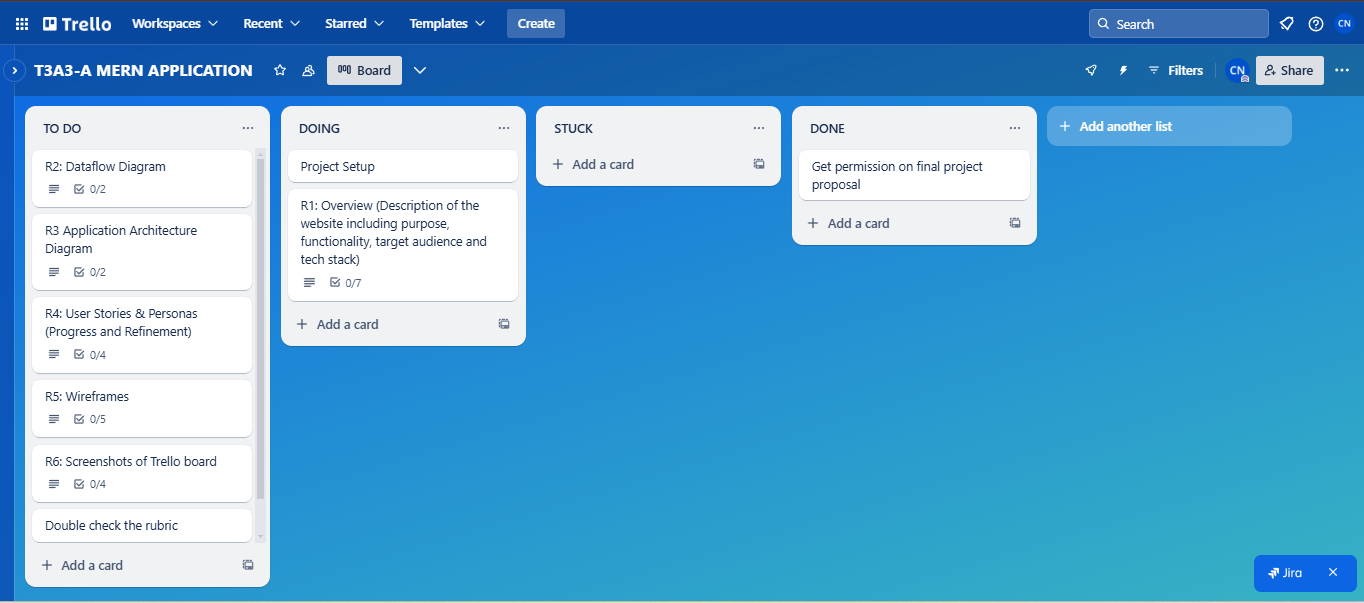 Trello Workspaces Recent Starred Templates Create Search CN
T3A3-A MERN APPLICATION Board Filters CN Share
TO DO
R2: Dataflow Diagram
0/2
R3 Application Architecture
Diagram
0/2
R4: User Stories & Personas
(Progress and Refinement)
0/4
R5: Wireframes
0/5
R6: Screenshots of Trello board
0/4
Double check the rubric
+ Add a card
DOING
Project Setup
R1: Overview (Description of the
website including purpose,
functionality, target audience and
tech stack)
0/7
+ Add a card
STUCK
+ Add a card
DONE
Get permission on final project
proposal
+ Add a card
+ Add another list
Jira